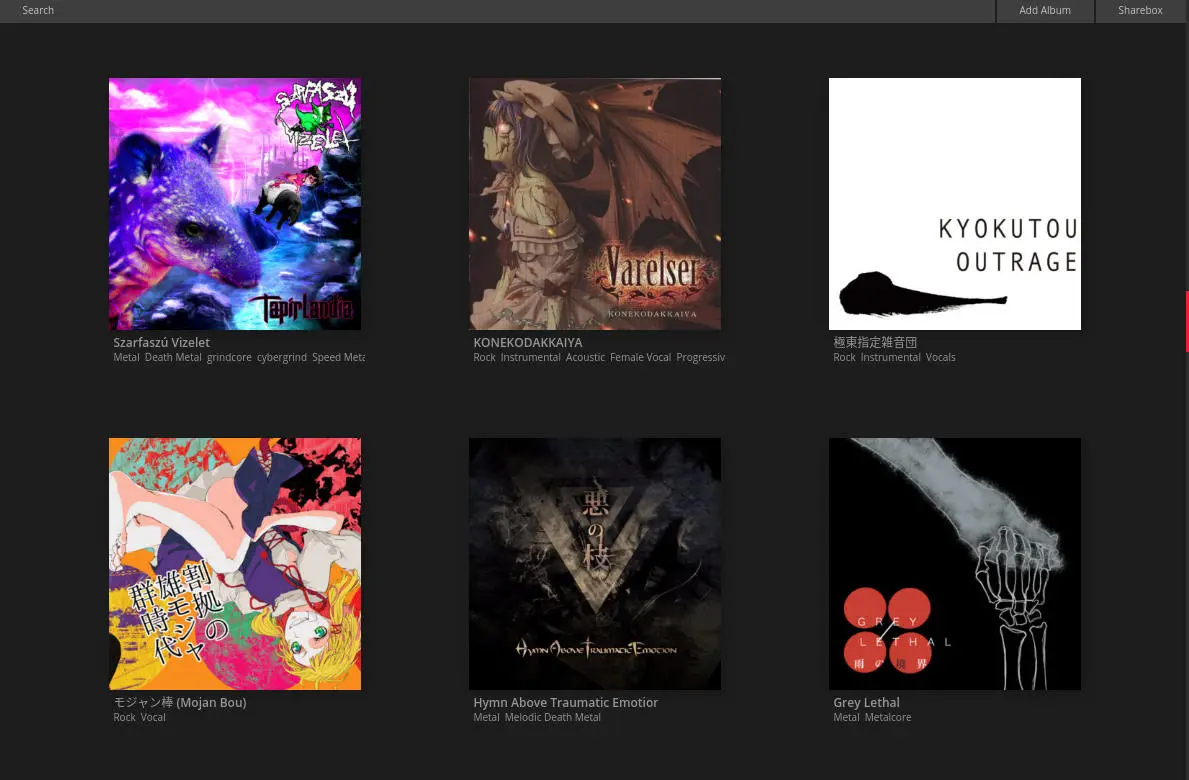 Search
Add Album
Sharebox
SZARFASZÚ
VIZELET
TapirLandia
Varelser
KONEKODAKKAIYA
KYOKUTOU
OUTRAGE
Szarfaszú Vizelet
Metal Death Metal grindcore cybergrind Speed Meta
KONEKODAKKAIYA
Rock Instrumental Acoustic Female Vocal Progressiv
極東指定雑音団
Rock Instrumental Vocals
割拠の
雄モジャ
群時代
悪の枝
HYMN ABOVE TRAUMATIC EMOTION
GREY
LETHAL
雨の境界
モジャン棒 (Mojan Bou)
Rock Vocal
Hymn Above Traumatic Emotior
Metal Melodic Death Metal
Grey Lethal
Metal Metalcore